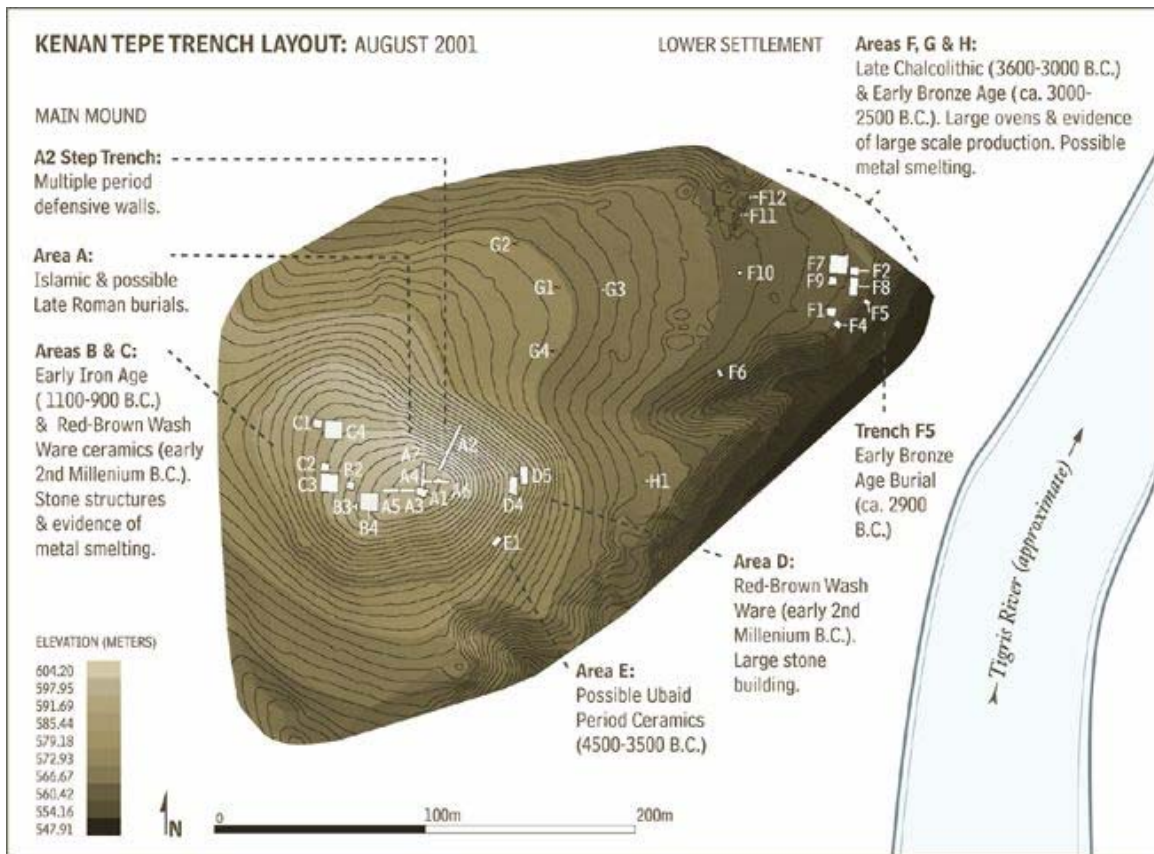 KENAN TEPE TRENCH LAYOUT: AUGUST 2001
LOWER SETTLEMENT
Areas F, G & H:
Late Chalcolithic (3600-3000 B.C.)
& Early Bronze Age (ca. 3000-
2500 B.C.). Large ovens & evidence
of large scale production. Possible
metal smelting.
MAIN MOUND
A2 Step Trench:
Multiple period
defensive walls.
Area A:
Islamic & possible
Late Roman burials.
Areas B & C:
Early Iron Age
(1100-900 B.C.)
& Red-Brown Wash
Ware ceramics (early
2nd Millenium B.C.).
Stone structures
& evidence of
metal smelting.
F12
F11
G2
F10
F7
F2
F9
F8
G1
G3
F5
F1
F4
G4
F6
C1
C4
A2
A7
C2
B2
A4
D5
C3
A6
H1
B3
A5
A3
A1
D4
B4
E1
Trench F5
Early Bronze
Age Burial
(ca. 2900
B.C.)
Area D:
Red-Brown Wash
Ware (early 2nd
Millenium B.C.).
Large stone
building.
Area E:
Possible Ubaid
Period Ceramics
(4500-3500 B.C.)
Tigris River (approximate)
ELEVATION (METERS)
604.20
597.95
591.69
585.44
579.18
572.93
566.67
560.42
554.16
547.91
N
0
100m
200m